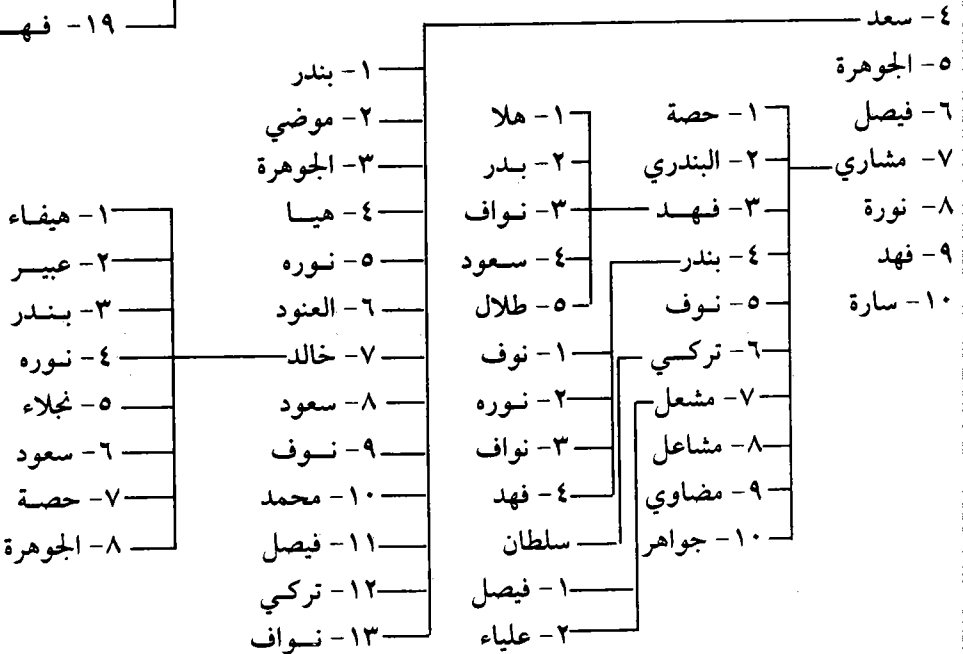 ١٩- فهـ
٤- سعد
٥- الجوهرة
٦- فيصل
٧- مشاري
٨- نورة
٩- فهد
١٠- سارة
١- حصة
٢- البندري
٣- فـهـد
٤- بندر
٥- نـوف
٦- تركـي
٧- مشعل
٨- مشاعل
٩- مضاوي
١٠- جواهر
١- هلا
٢- بـدر
٣- نـواف
٤- سـعود
٥- طلال
١- نوف
٢- نـوره
٣- نواف
٤- فهد
سلطان
١- فيصل
٢- علياء
١- بندر
٢- موضي
٣- الجوهرة
٤- هيـا
٥- نـوره
٦- العنود
٧- خالد
٨- سعود
٩- نـوف
١٠- محمد
١١- فيصل
١٢- تركـي
١٣- نـواف
١- هيفـاء
٢- عبيـر
٣- بـنـدر
٤- نـوره
٥- نجلاء
٦- سعود
٧- حصـة
٨- الجوهرة